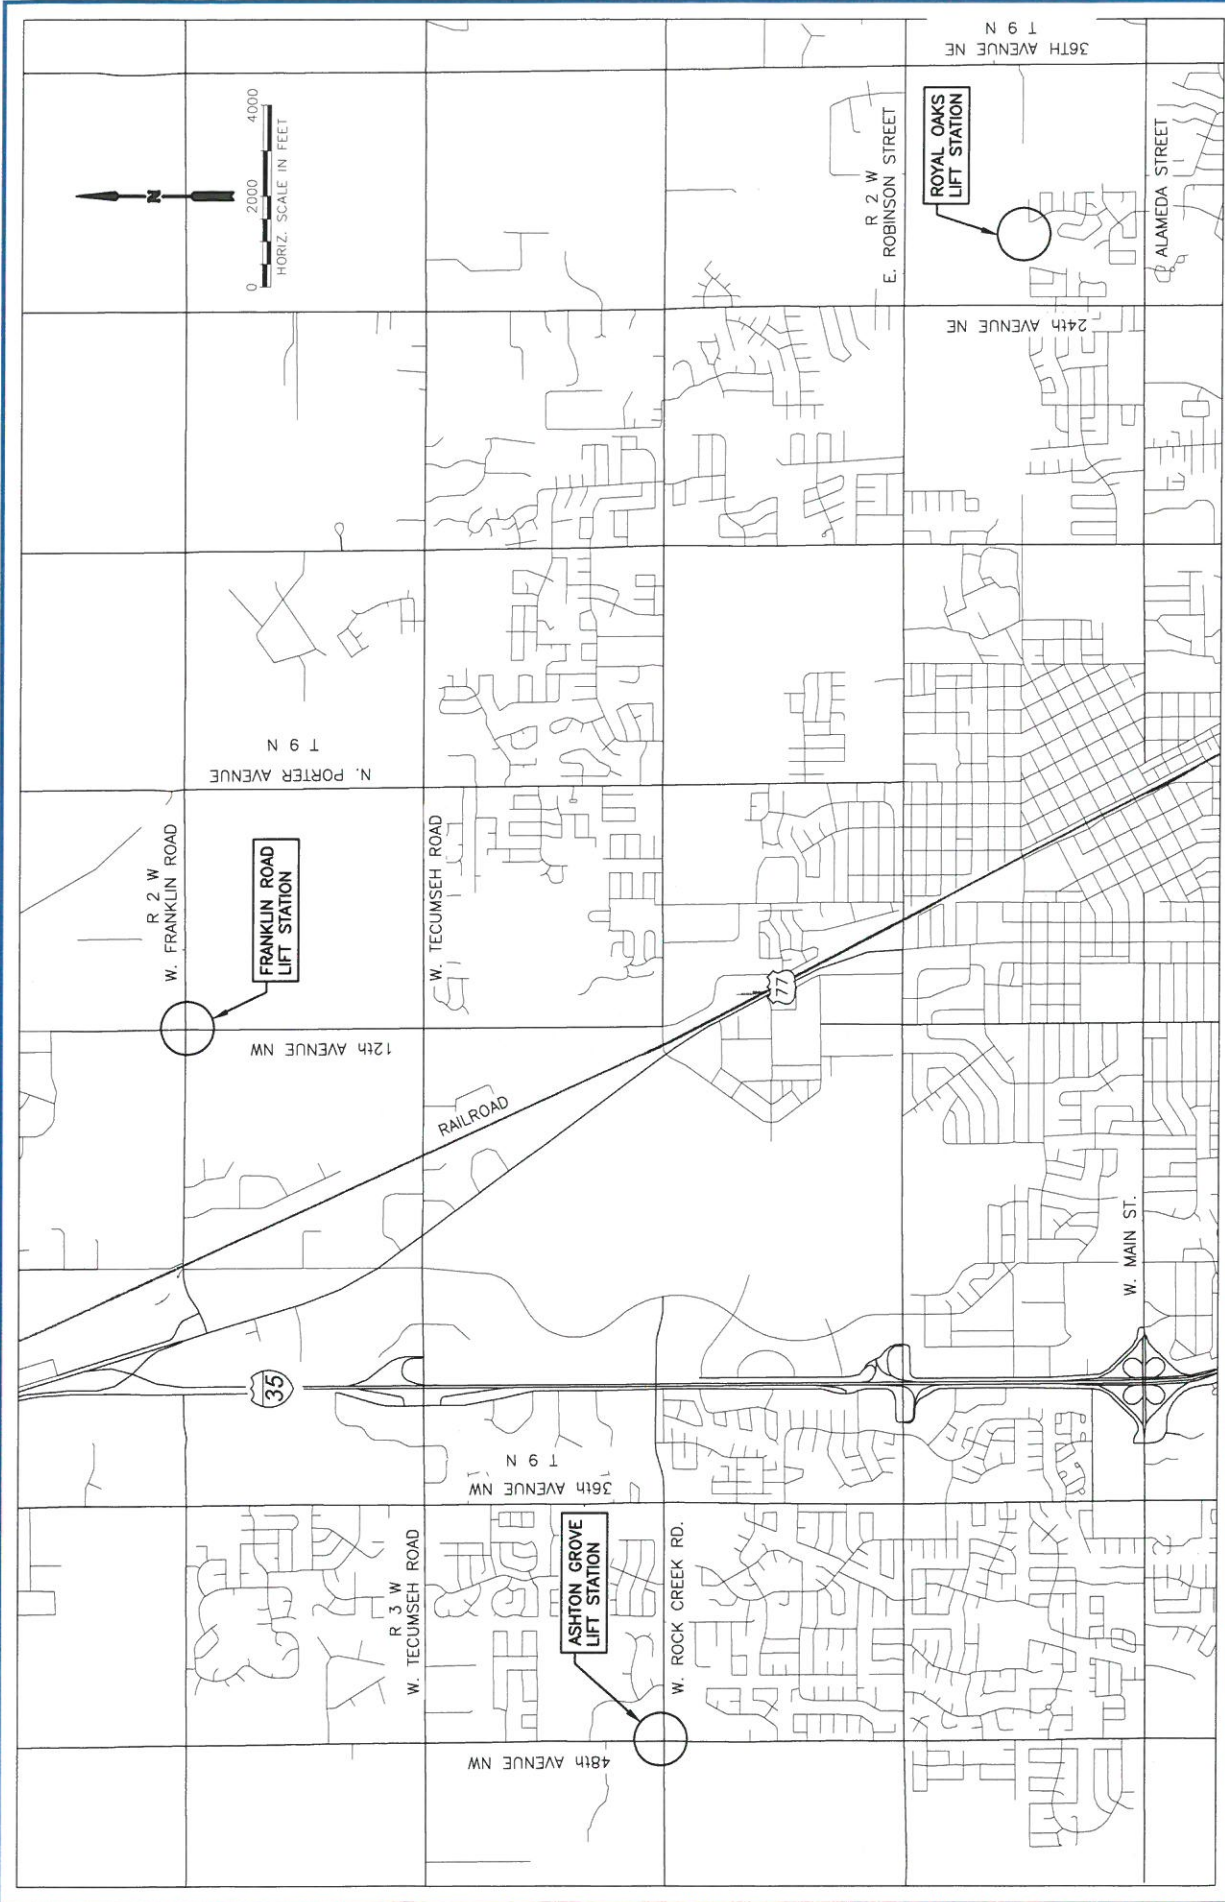 36TH AVENUE NE
T 9 N
N
0 2000 4000
HORIZ. SCALE IN FEET
R 2 W
E. ROBINSON STREET
ROYAL OAKS
LIFT STATION
ALAMEDA STREET
24th AVENUE NE
T 9 N
N. PORTER AVENUE
R 2 W
W. FRANKLIN ROAD
FRANKLIN ROAD
LIFT STATION
W. TECUMSEH ROAD
12th AVENUE NW
77
RAILROAD
W. MAIN ST.
35
T 9 N
36th AVENUE NW
R 3 W
W. TECUMSEH ROAD
ASHTON GROVE
LIFT STATION
W. ROCK CREEK RD.
48th AVENUE NW